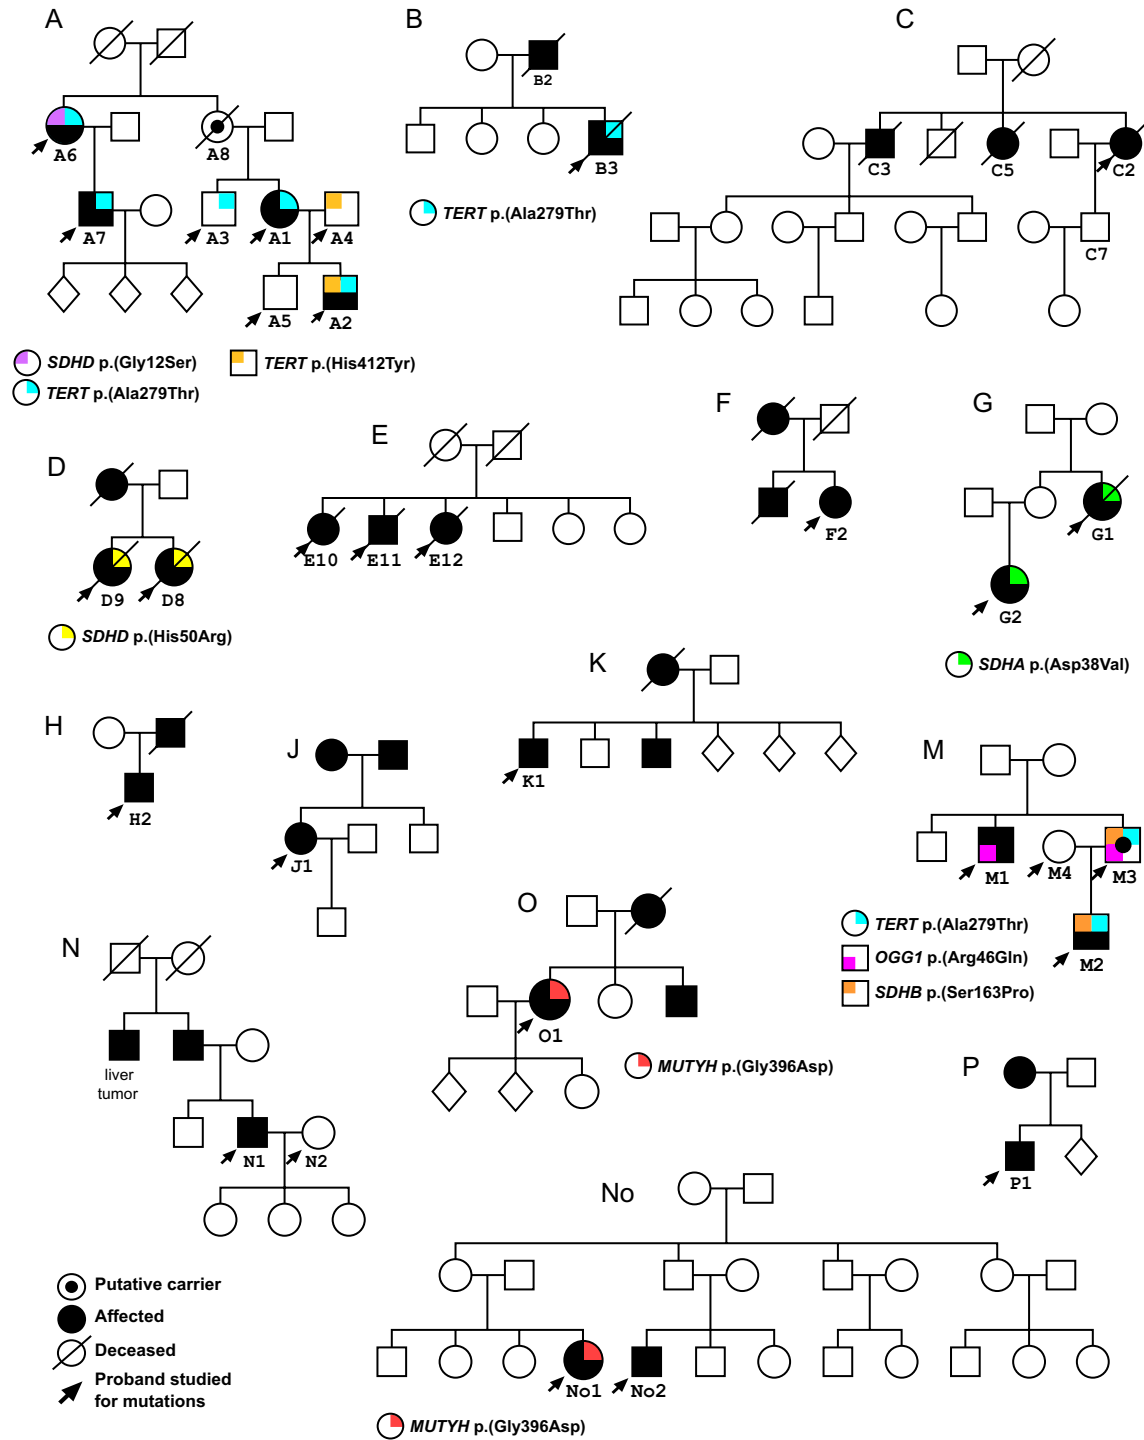 A
B
C
B2
A6
A8
B3
C3
C5
C2
TERT p.(Ala279Thr)
A7
A3
A1
A4
C7
A5
A2
SDHD p.(Gly12Ser)
TERT p.(His412Tyr)
TERT p.(Ala279Thr)
F
G
E
D
F2
G1
E10
E11
E12
D9
D8
G2
SDHD p.(His50Arg)
SDHA p.(Asp38Val)
K
H
J
M
K1
H2
J1
M1
M4
M3
O
TERT p.(Ala279Thr)
N
OGG1 p.(Arg46Gln)
M2
SDHB p.(Ser163Pro)
O1
liver
tumor
MUTYH p.(Gly396Asp)
P
N1
N2
P1
No
Putative carrier
Affected
Deceased
Proband studied
for mutations
No1
No2
MUTYH p.(Gly396Asp)